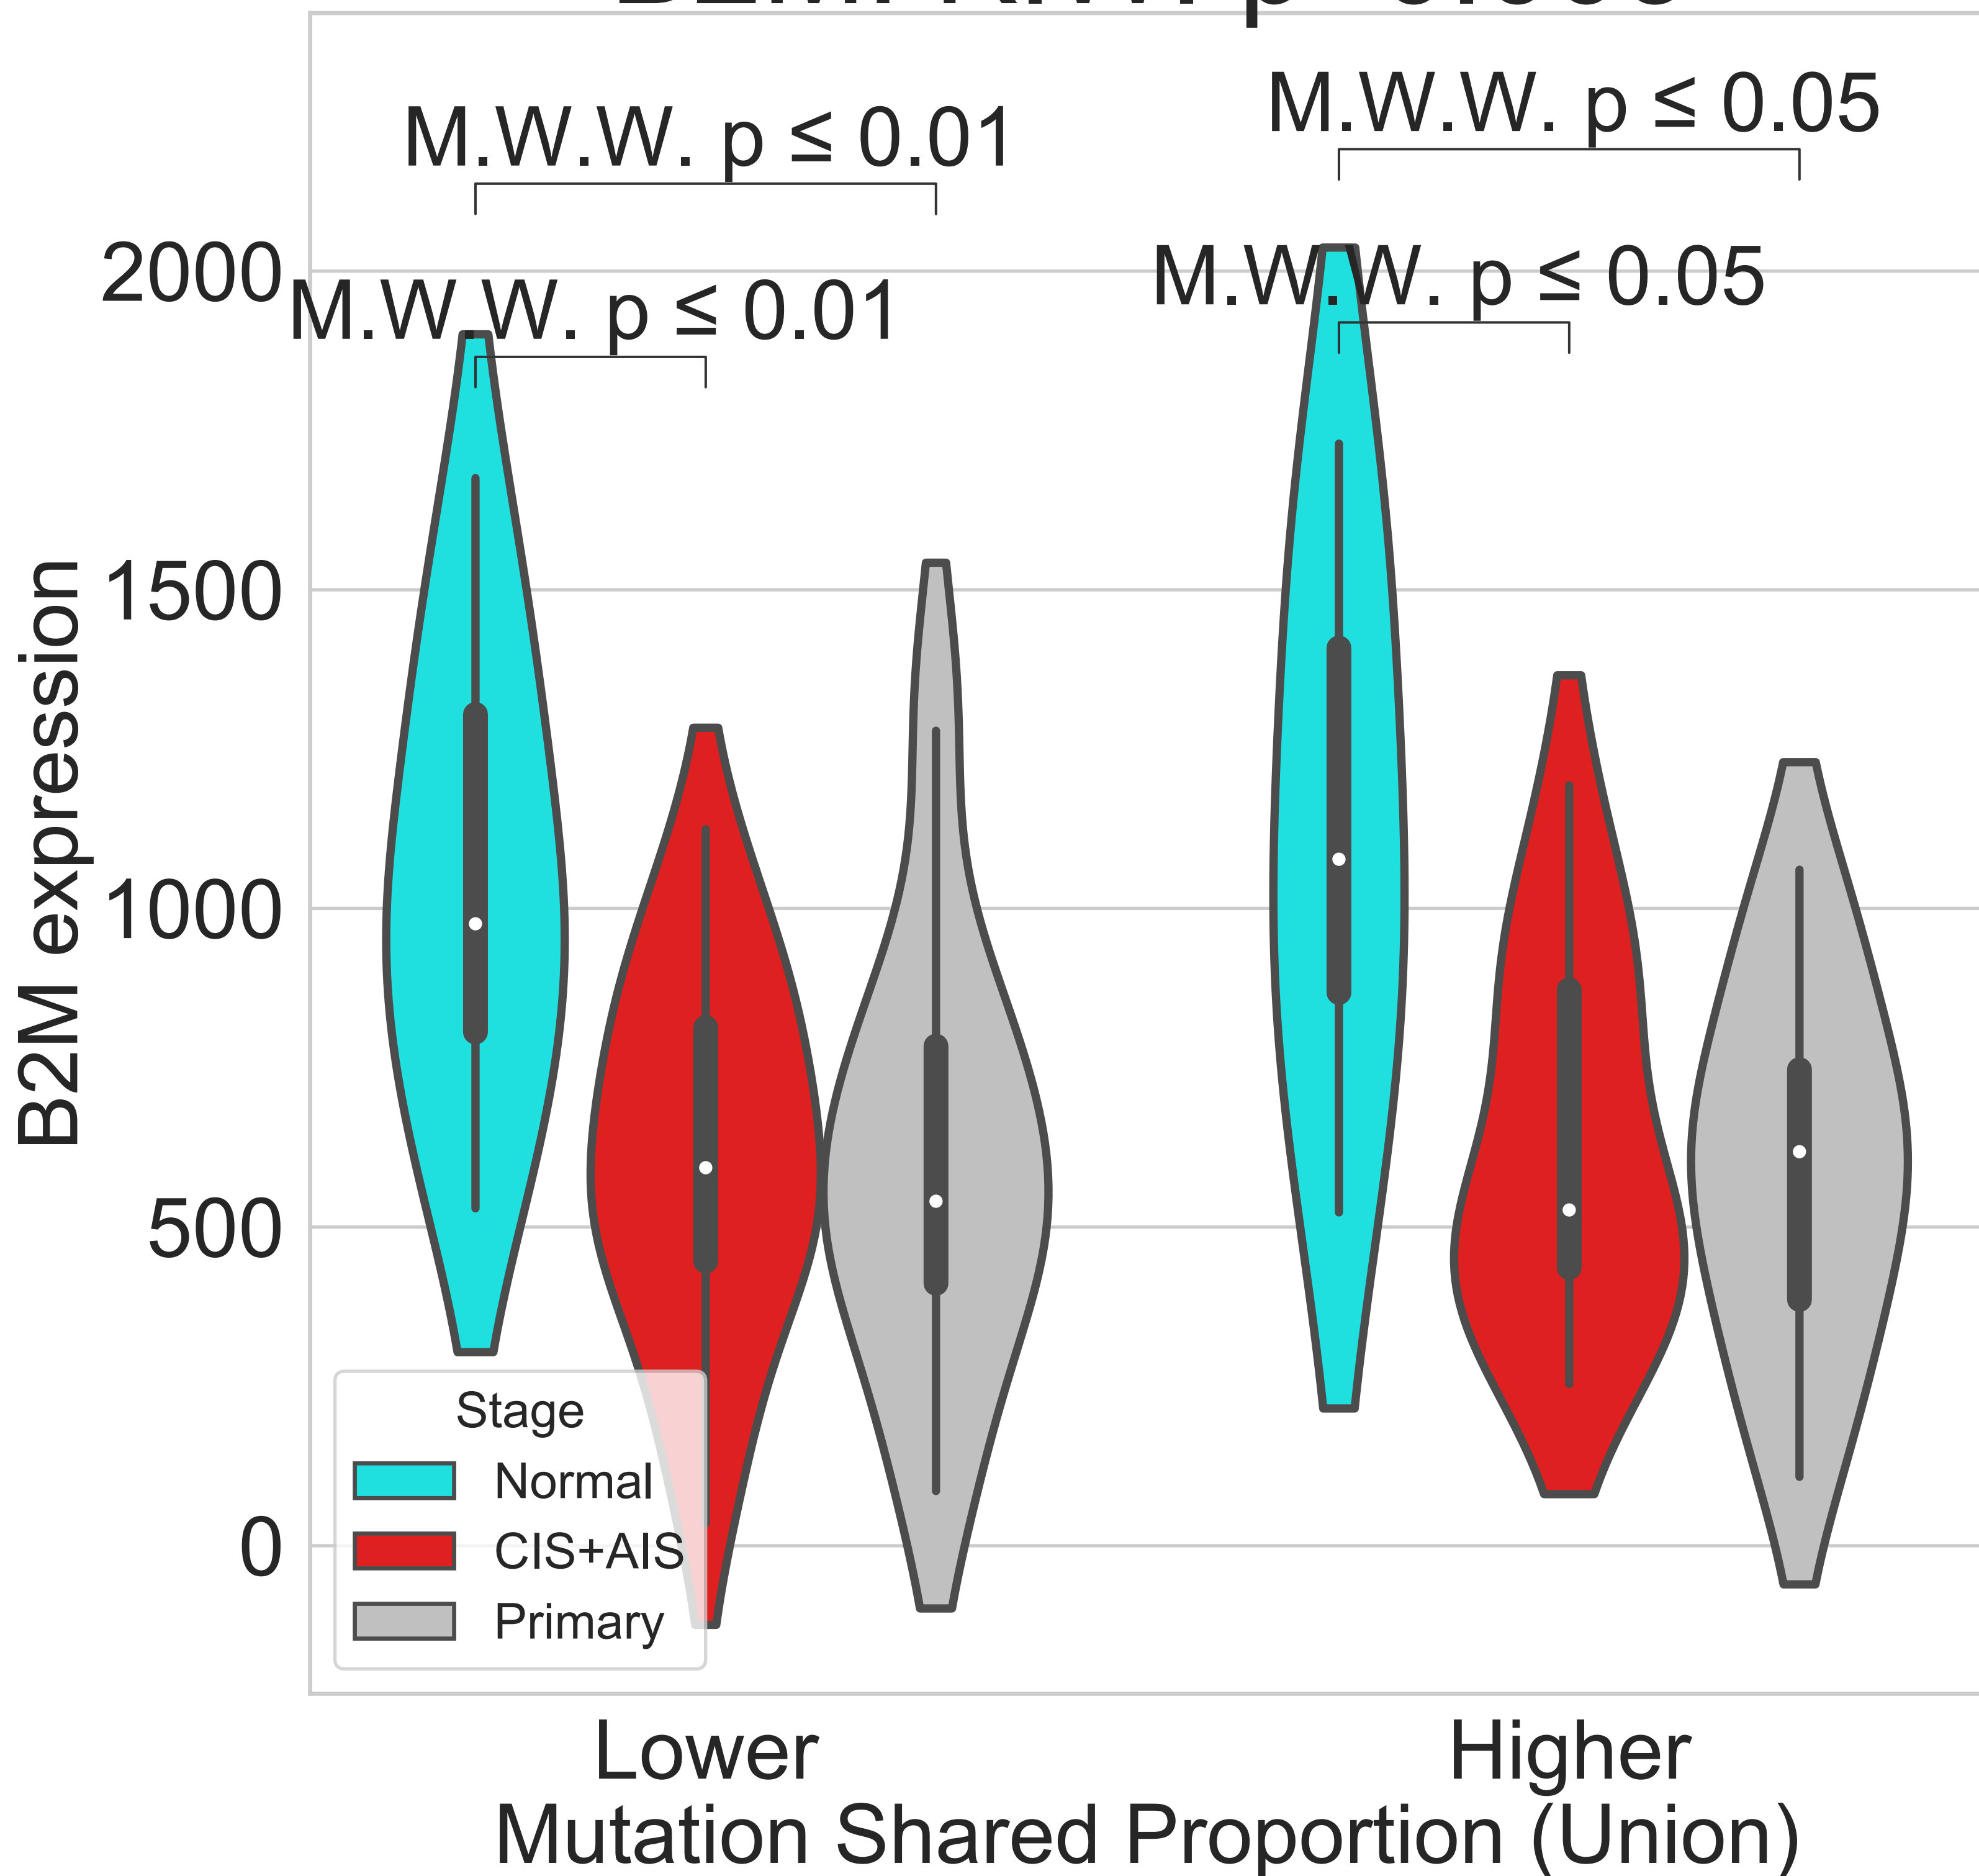 M.W.W. p ≤ 0.05
M.W.W. p ≤ 0.01
M.W.W. p ≤ 0.05
M.W.W. p ≤ 0.01
2000
1500
1000
500
0
B2M expression
Stage
Normal
CIS+AIS
Primary
Lower
Higher
Mutation Shared Proportion (Union)